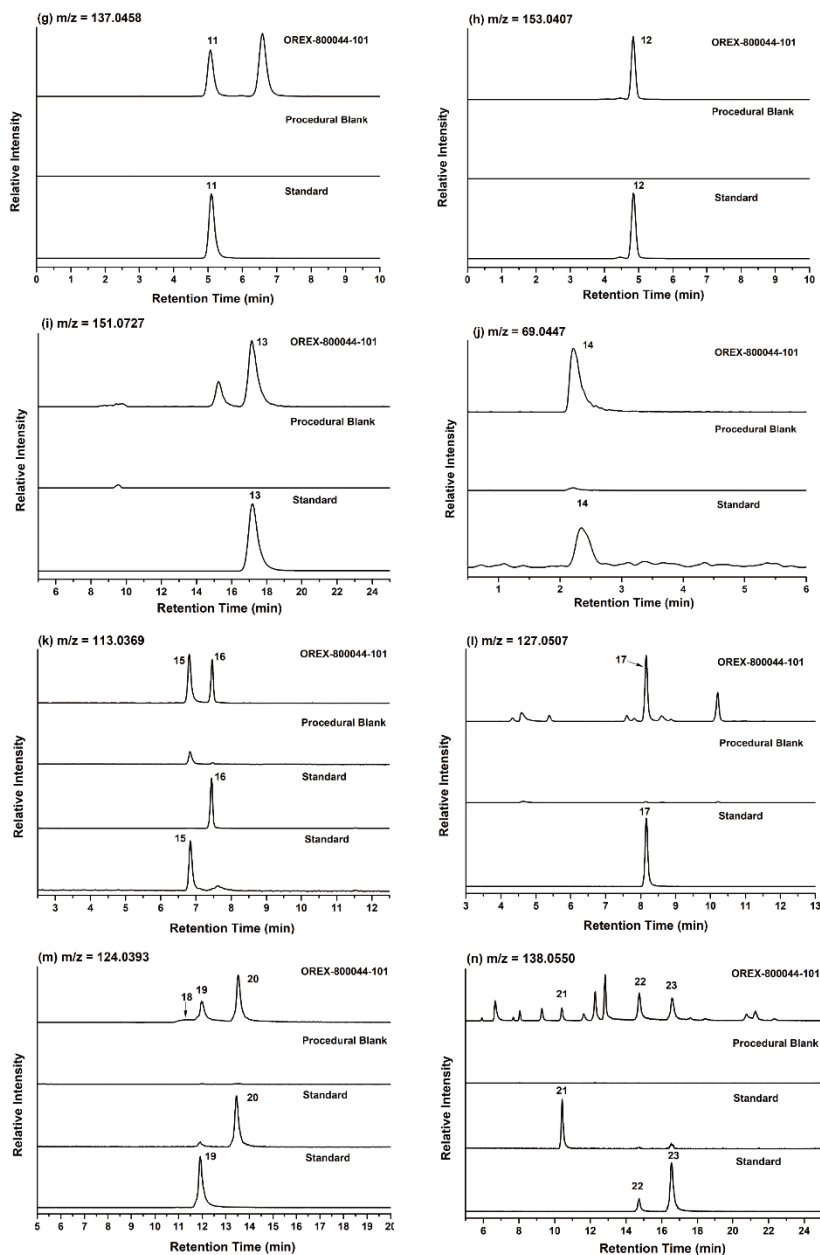 (g) m/z = 137.0458
11
OREX-800044-101
Procedural Blank
Standard
11
Relative Intensity
0 1 2 3 4 5 6 7 8 9 10
Retention Time (min)
(h) m/z = 153.0407
12
OREX-800044-101
Procedural Blank
Standard
12
Relative Intensity
0 1 2 3 4 5 6 7 8 9 10
Retention Time (min)
(i) m/z = 151.0727
13
OREX-800044-101
Procedural Blank
Standard
13
Relative Intensity
6 8 10 12 14 16 18 20 22 24
Retention Time (min)
(j) m/z = 69.0447
14
OREX-800044-101
Procedural Blank
Standard
14
Relative Intensity
1 2 3 4 5 6
Retention Time (min)
(k) m/z = 113.0369
15 16
OREX-800044-101
Procedural Blank
Standard
16
Standard
15
Relative Intensity
3 4 5 6 7 8 9 10 11 12
Retention Time (min)
(l) m/z = 127.0507
17
OREX-800044-101
Procedural Blank
Standard
17
Relative Intensity
3 4 5 6 7 8 9 10 11 12 13
Retention Time (min)
(m) m/z = 124.0393
18 19 20
OREX-800044-101
Procedural Blank
Standard
20
Standard
19
Relative Intensity
5 6 7 8 9 10 11 12 13 14 15 16 17 18 19 20
Retention Time (min)
(n) m/z = 138.0550
OREX-800044-101
21 22 23
Procedural Blank
Standard
21
Standard
22 23
Relative Intensity
6 8 10 12 14 16 18 20 22 24
Retention Time (min)